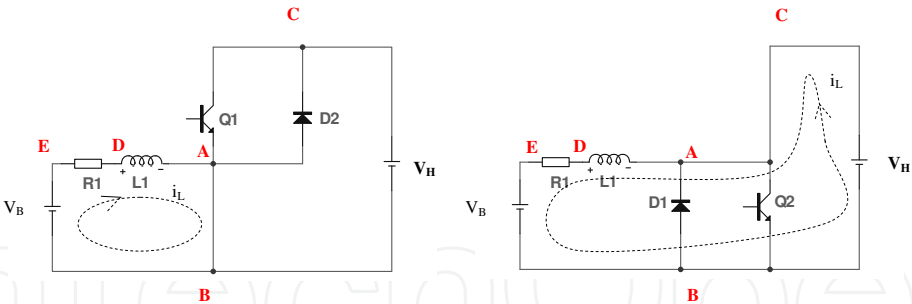 C
Q1
D2
E
D
A
R1
+
L1
−
V_H
i_L
V_B
B
C
i_L
E
D
A
R1
+
L1
−
V_H
D1
Q2
V_B
B